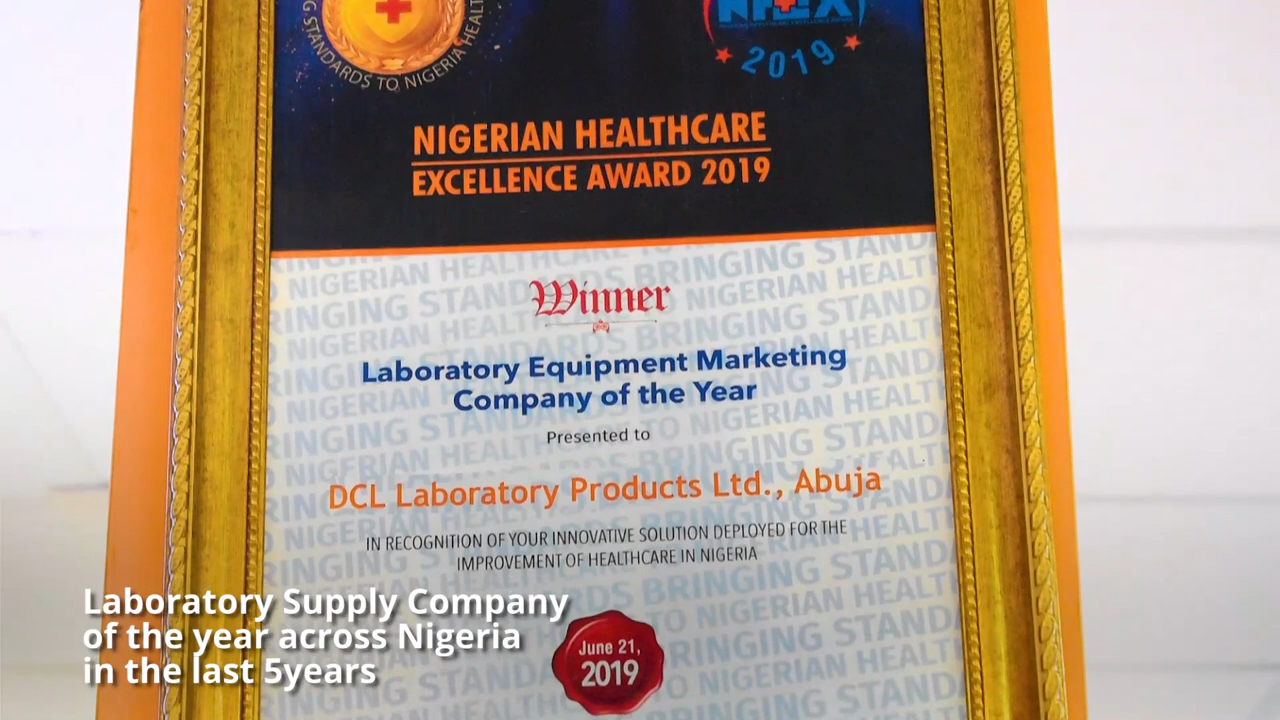 G STANDARDS TO NIGERIA HEALT
2019
NIGERIAN HEALTHCARE
EXCELLENCE AWARD 2019
Winner
Laboratory Equipment Marketing
Company of the Year
Presented to
DCL Laboratory Products Ltd., Abuja
IN RECOGNITION OF YOUR INNOVATIVE SOLUTION DEPLOYED FOR THE
IMPROVEMENT OF HEALTHCARE IN NIGERIA
June 21,
2019
Laboratory Supply Company
of the year across Nigeria
in the last 5years